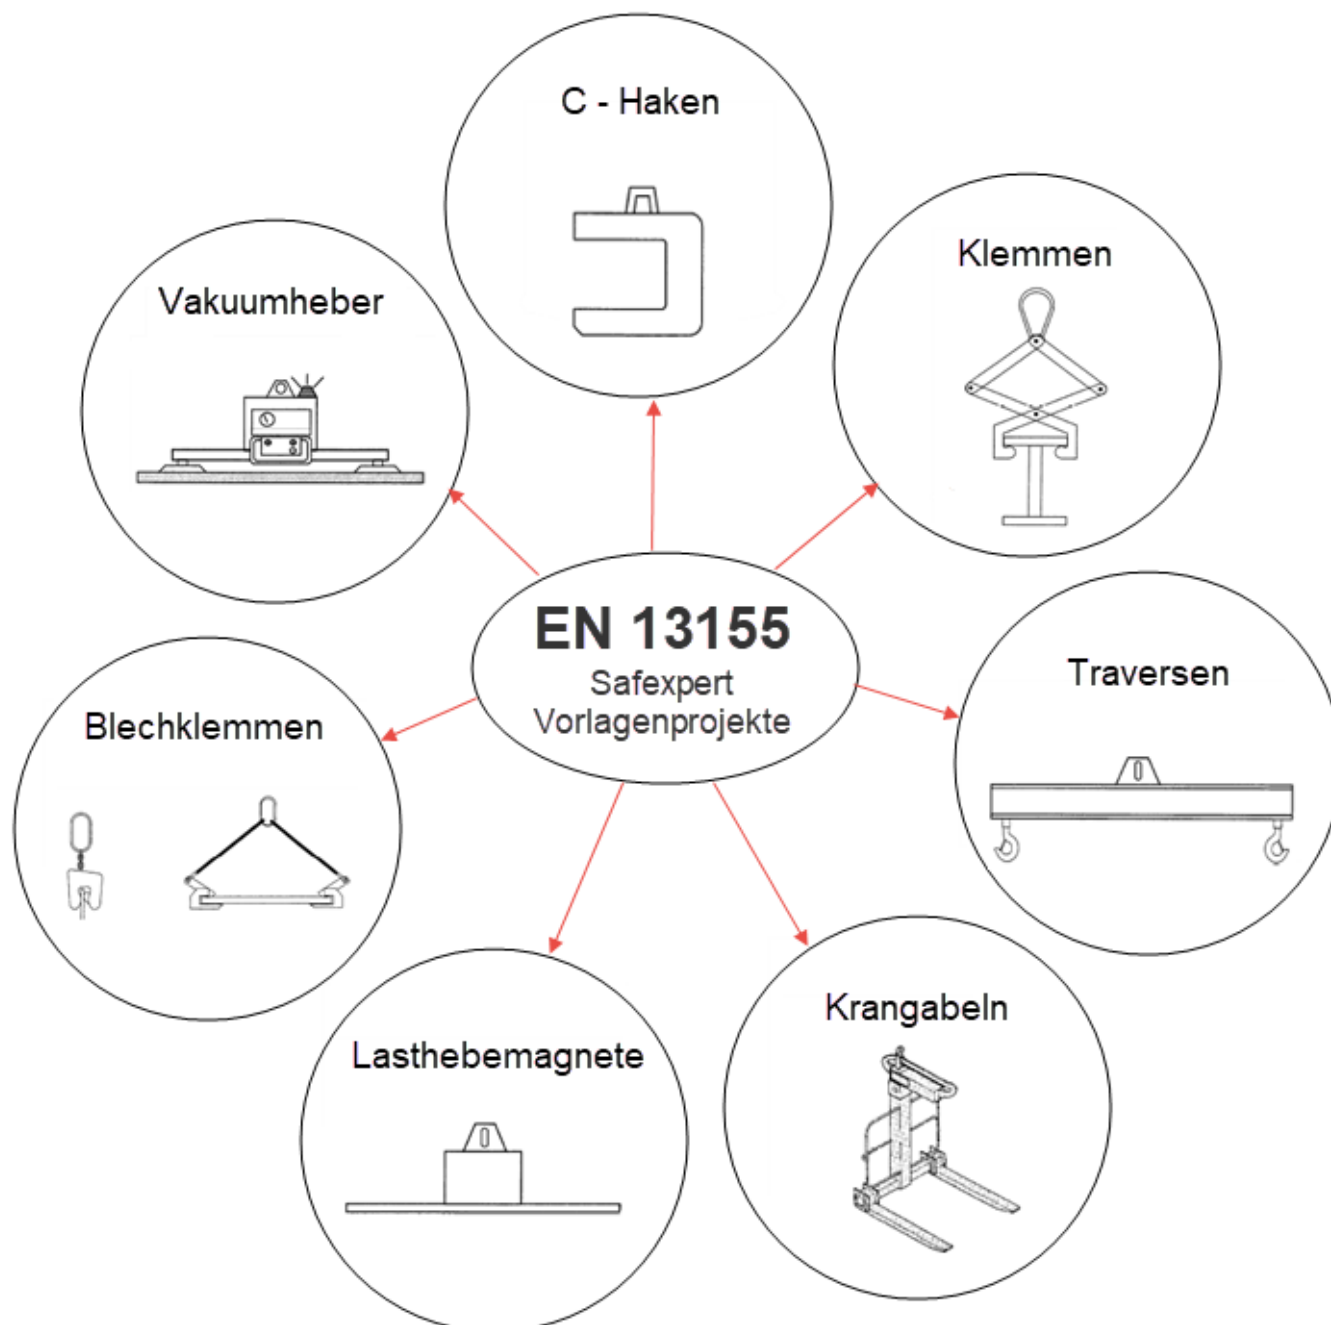 C - Haken
Klemmen
Vakuumheber
EN 13155
Safexpert
Vorlagenprojekte
Traversen
Blechklemmen
Krangabeln
Lasthebemagnete